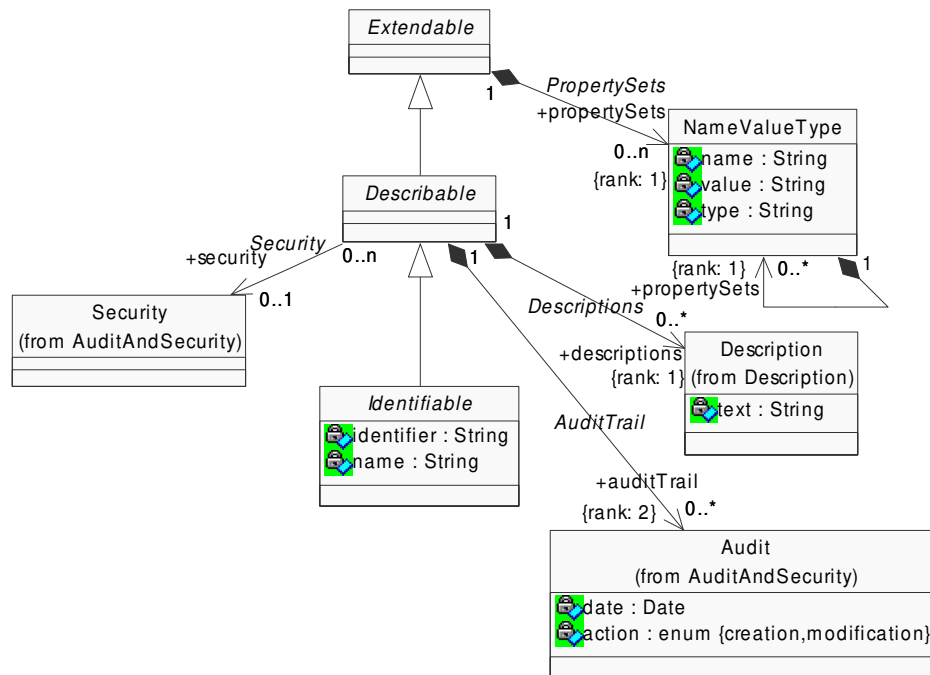 Extendable
1
PropertySets
+propertySets
0..n
{rank: 1}
NameValueType
name : String
value : String
type : String
Describable
1
1
0..n
Security
+security
0..1
{rank: 1}
0..*
1
+propertySets
Security
(from AuditAndSecurity)
Descriptions
0..*
+descriptions
{rank: 1}
Description
(from Description)
text : String
Identifiable
identifier : String
name : String
AuditTrail
+auditTrail
{rank: 2}
0..*
Audit
(from AuditAndSecurity)
date : Date
action : enum {creation,modification}